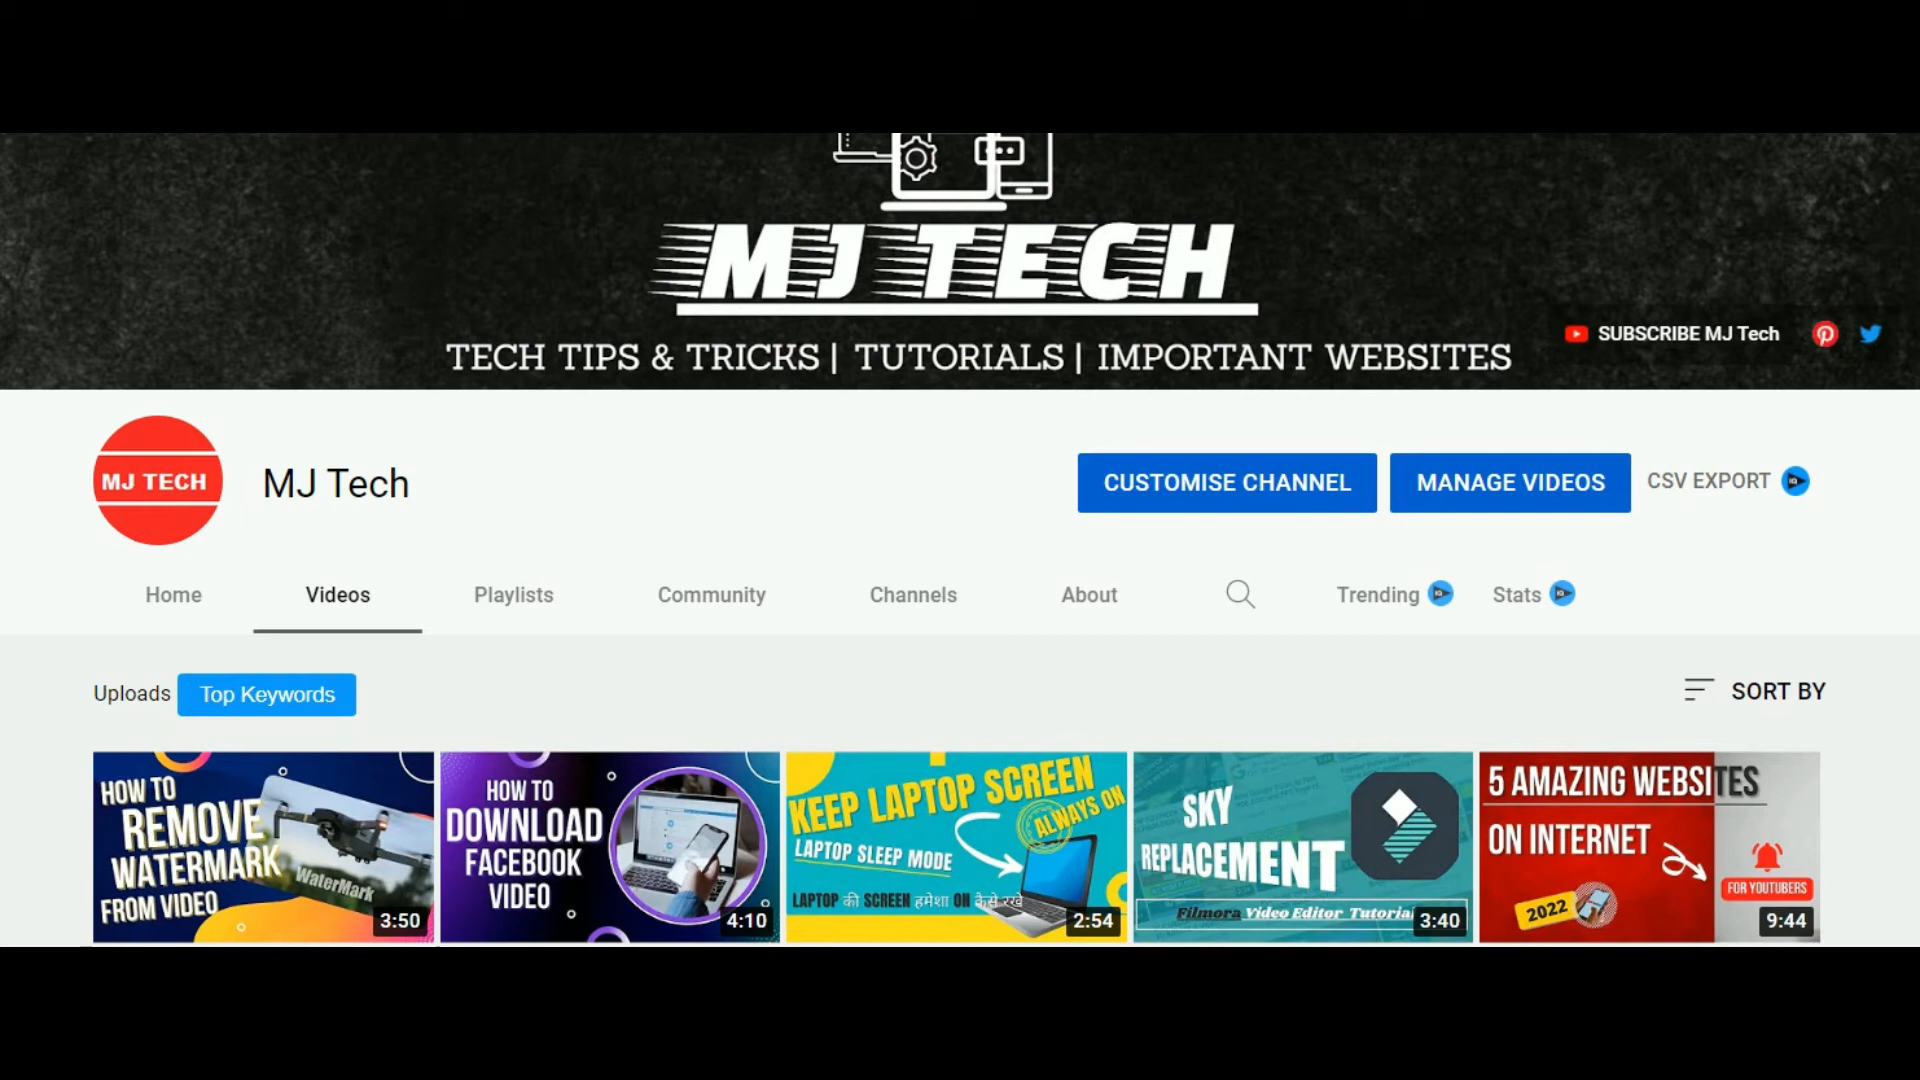 MJ TECH
TECH TIPS & TRICKS | TUTORIALS | IMPORTANT WEBSITES
SUBSCRIBE MJ Tech
MJ TECH
MJ Tech
CUSTOMISE CHANNEL
MANAGE VIDEOS
CSV EXPORT
Home
Videos
Playlists
Community
Channels
About
Trending
Stats
Uploads
Top Keywords
SORT BY
HOW TO
REMOVE
WATERMARK
FROM VIDEO
WaterMark
3:50
HOW TO
DOWNLOAD
FACEBOOK
VIDEO
4:10
KEEP LAPTOP SCREEN
ALWAYS ON
LAPTOP SLEEP MODE
LAPTOP की SCREEN हमेशा ON कैसे रखे
2:54
SKY
REPLACEMENT
Filmora Video Editor Tutorial
3:40
5 AMAZING WEBSITES
ON INTERNET
FOR YOUTUBERS
2022
9:44